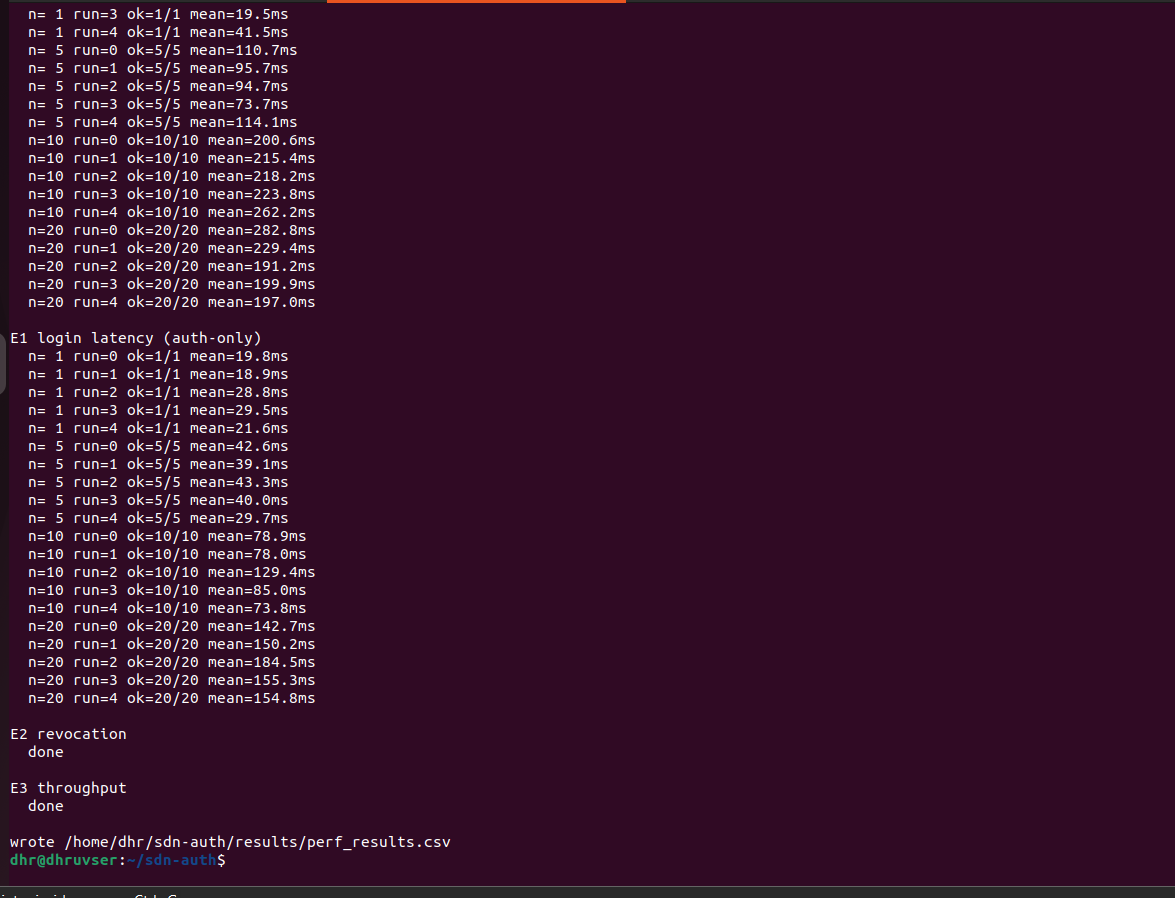 n= 1 run=3 ok=1/1 mean=19.5ms
n= 1 run=4 ok=1/1 mean=41.5ms
n= 5 run=0 ok=5/5 mean=110.7ms
n= 5 run=1 ok=5/5 mean=95.7ms
n= 5 run=2 ok=5/5 mean=94.7ms
n= 5 run=3 ok=5/5 mean=73.7ms
n= 5 run=4 ok=5/5 mean=114.1ms
n=10 run=0 ok=10/10 mean=200.6ms
n=10 run=1 ok=10/10 mean=215.4ms
n=10 run=2 ok=10/10 mean=218.2ms
n=10 run=3 ok=10/10 mean=223.8ms
n=10 run=4 ok=10/10 mean=262.2ms
n=20 run=0 ok=20/20 mean=282.8ms
n=20 run=1 ok=20/20 mean=229.4ms
n=20 run=2 ok=20/20 mean=191.2ms
n=20 run=3 ok=20/20 mean=199.9ms
n=20 run=4 ok=20/20 mean=197.0ms
E1 login latency (auth-only)
n= 1 run=0 ok=1/1 mean=19.8ms
n= 1 run=1 ok=1/1 mean=18.9ms
n= 1 run=2 ok=1/1 mean=28.8ms
n= 1 run=3 ok=1/1 mean=29.5ms
n= 1 run=4 ok=1/1 mean=21.6ms
n= 5 run=0 ok=5/5 mean=42.6ms
n= 5 run=1 ok=5/5 mean=39.1ms
n= 5 run=2 ok=5/5 mean=43.3ms
n= 5 run=3 ok=5/5 mean=40.0ms
n= 5 run=4 ok=5/5 mean=29.7ms
n=10 run=0 ok=10/10 mean=78.9ms
n=10 run=1 ok=10/10 mean=78.0ms
n=10 run=2 ok=10/10 mean=129.4ms
n=10 run=3 ok=10/10 mean=85.0ms
n=10 run=4 ok=10/10 mean=73.8ms
n=20 run=0 ok=20/20 mean=142.7ms
n=20 run=1 ok=20/20 mean=150.2ms
n=20 run=2 ok=20/20 mean=184.5ms
n=20 run=3 ok=20/20 mean=155.3ms
n=20 run=4 ok=20/20 mean=154.8ms
E2 revocation
done
E3 throughput
done
wrote /home/dhr/sdn-auth/results/perf_results.csv
dhr@dhruvser:~/sdn-auth$